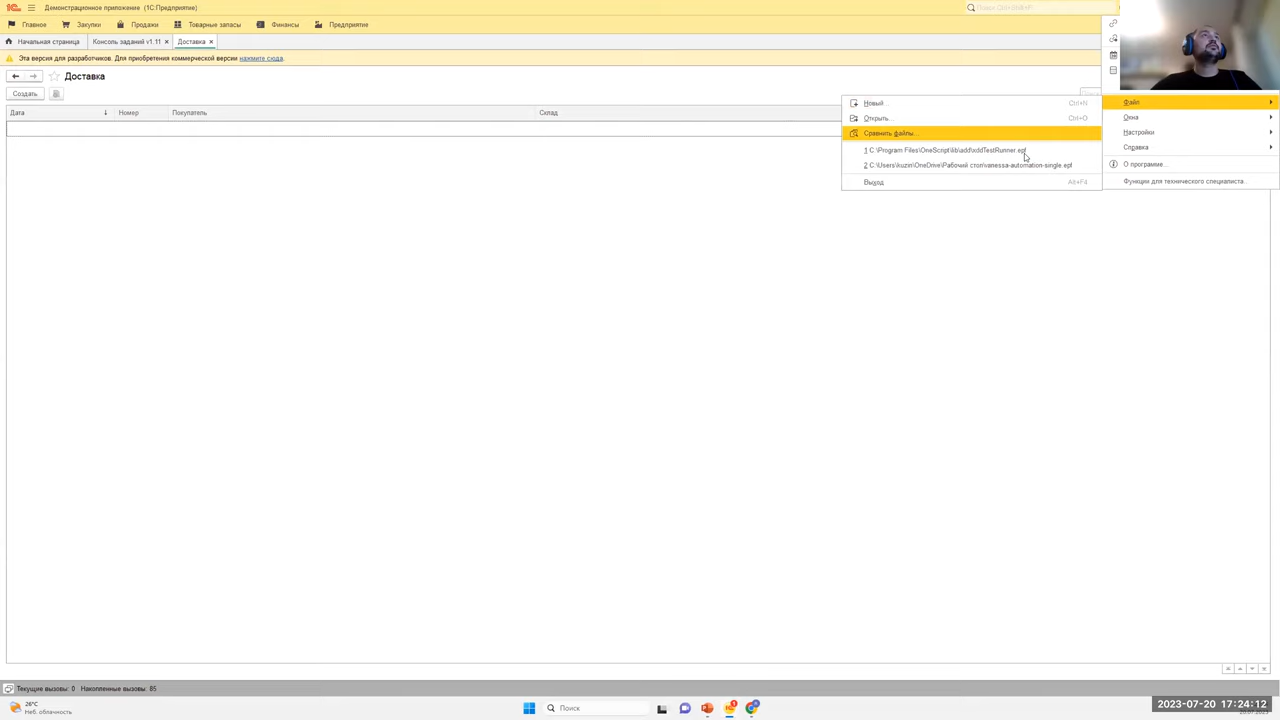 Демонстрационное приложение (1С:Предприятие)
Поиск Ctrl+Shift+F
Главное Закупки Продажи Товарные запасы Финансы Предприятие
Начальная страница Консоль заданий v1.11 × Доставка ×
Эта версия для разработчиков. Для приобретения коммерческой версии нажмите сюда.
Доставка
Создать
Дата Номер Покупатель Склад
Новый... Ctrl+N
Открыть... Ctrl+O
Сравнить файлы...
1 C:\Program Files\OneScript\lib\add\xddTestRunner.epf
2 C:\Users\kuzin\OneDrive\Рабочий стол\vanessa-automation-single.epf
Выход Alt+F4
Файл
Окна
Настройки
Справка
О программе...
Функции для технического специалиста...
Текущие вызовы: 0 Накопленные вызовы: 85
26°C
Неб. облачность
Поиск
2023-07-20 17:24:12